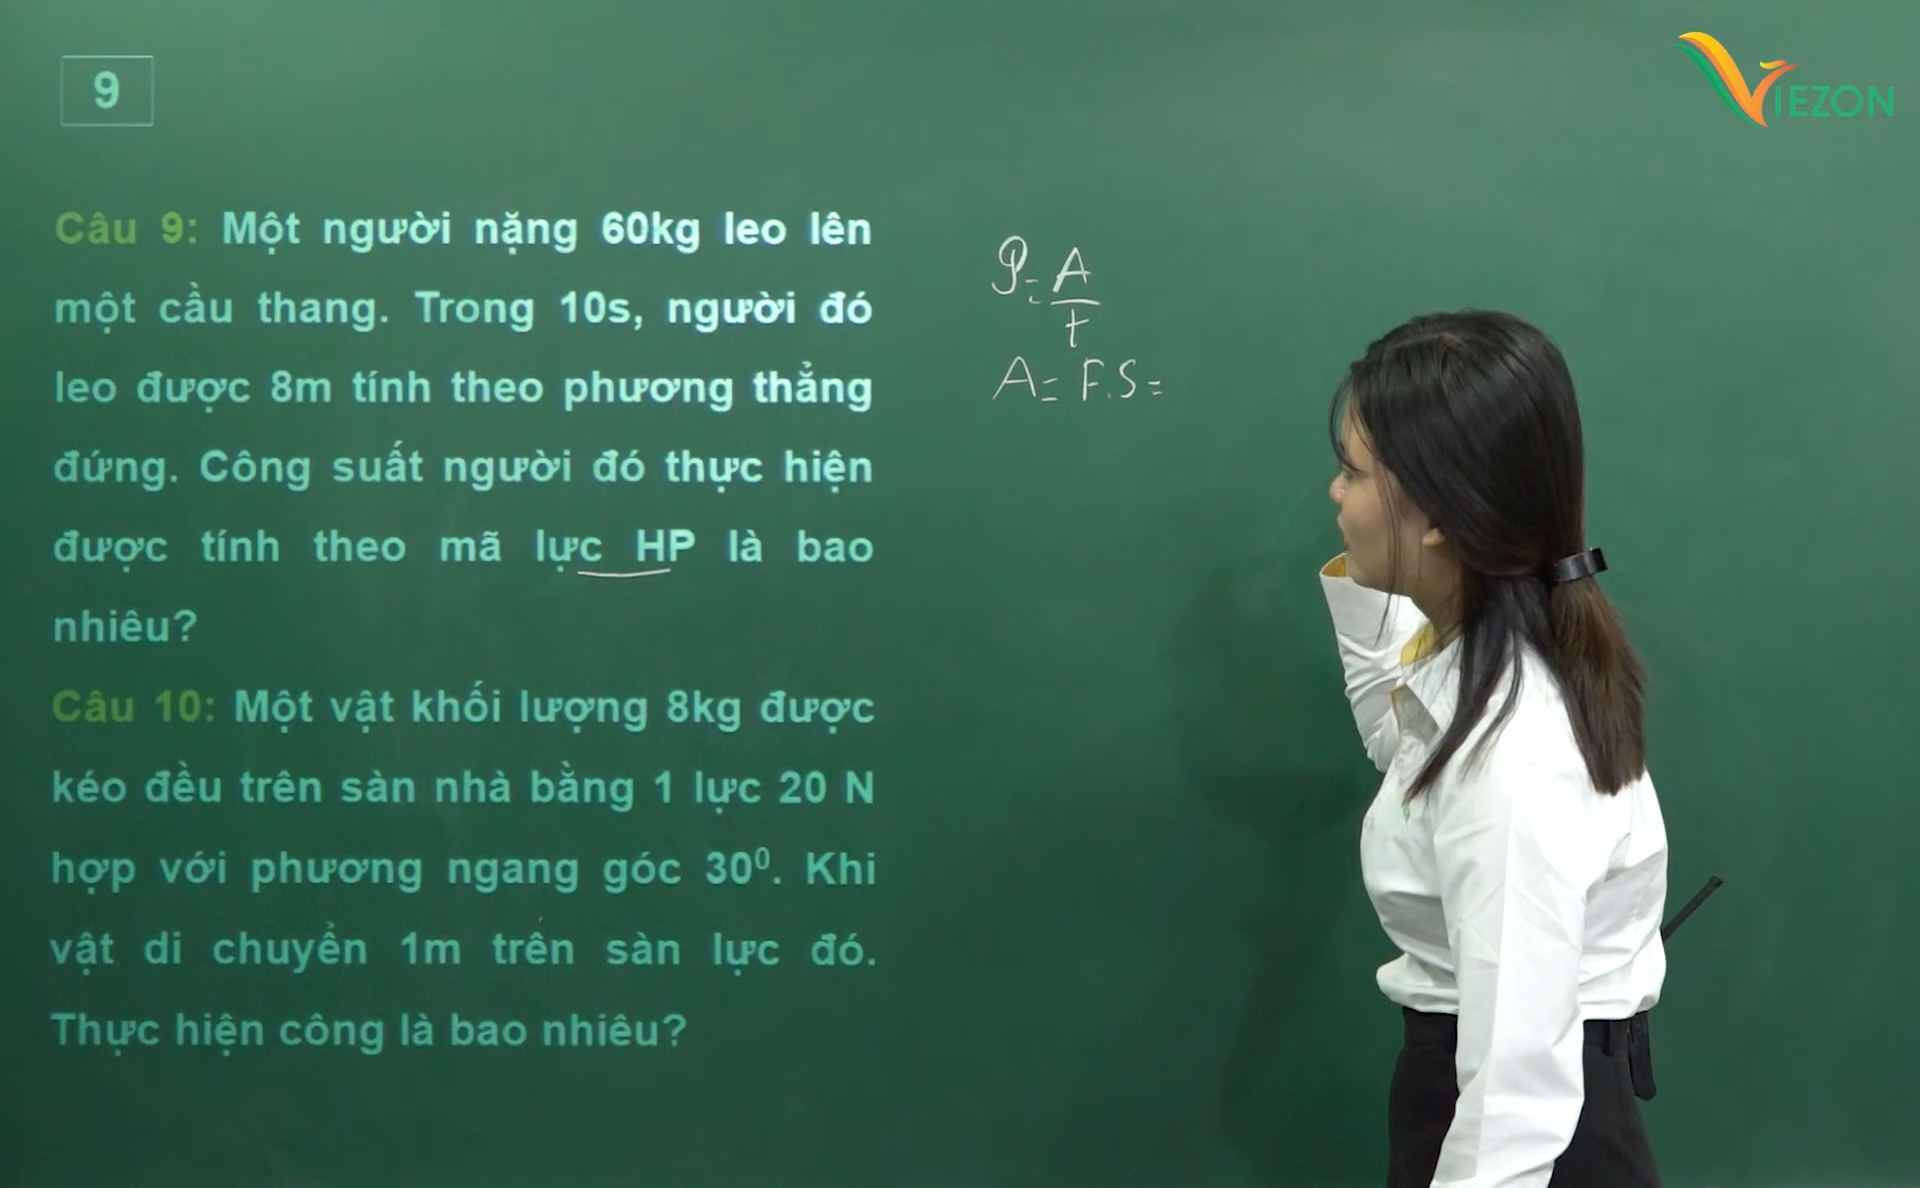 9
VIEZON
Câu 9: Một người nặng 60kg leo lên
một cầu thang. Trong 10s, người đó
leo được 8m tính theo phương thẳng
đứng. Công suất người đó thực hiện
được tính theo mã lực HP là bao
nhiêu?
Câu 10: Một vật khối lượng 8kg được
kéo đều trên sàn nhà bằng 1 lực 20 N
hợp với phương ngang góc 30⁰. Khi
vật di chuyển 1m trên sàn lực đó.
Thực hiện công là bao nhiêu?
P = A
t
A = F.S =